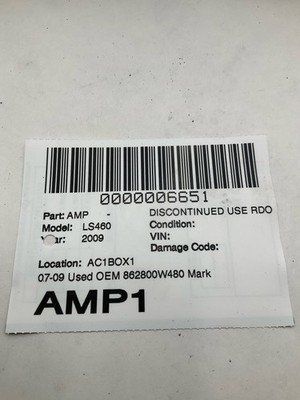 0000006651
Part: AMP - DISCONTINUED USE RDO
Model: LS460 Condition:
Year: 2009 VIN:
Damage Code:
Location: AC1BOX1
07-09 Used OEM 862800W480 Mark
AMP1